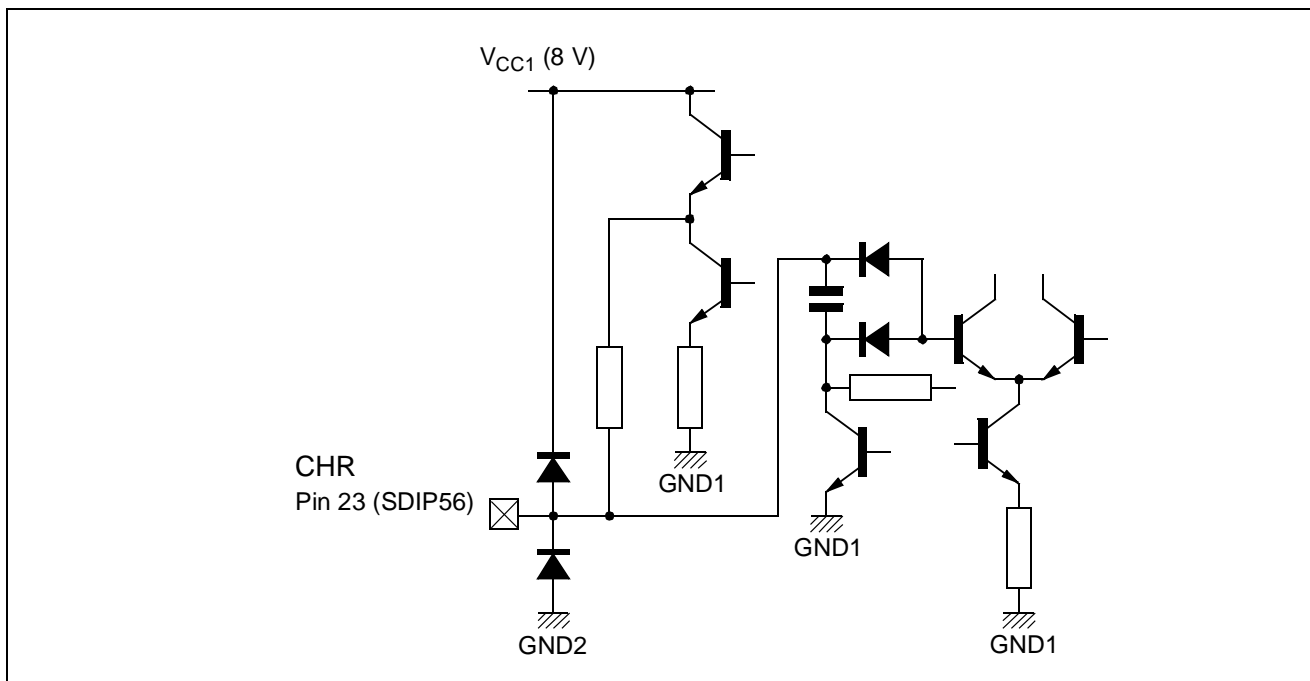 VCC1 (8 V)
CHR
Pin 23 (SDIP56)
GND1
GND1
GND2
GND1